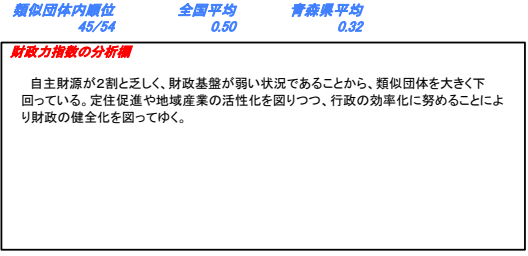 類似団体内順位 全国平均 青森県平均
45/54 0.50 0.32
財政力指数の分析欄
自主財源が２割と乏しく、財政基盤が弱い状況であることから、類似団体を大きく下
回っている。定住促進や地域産業の活性化を図りつつ、行政の効率化に努めることによ
り財政の健全化を図ってゆく。